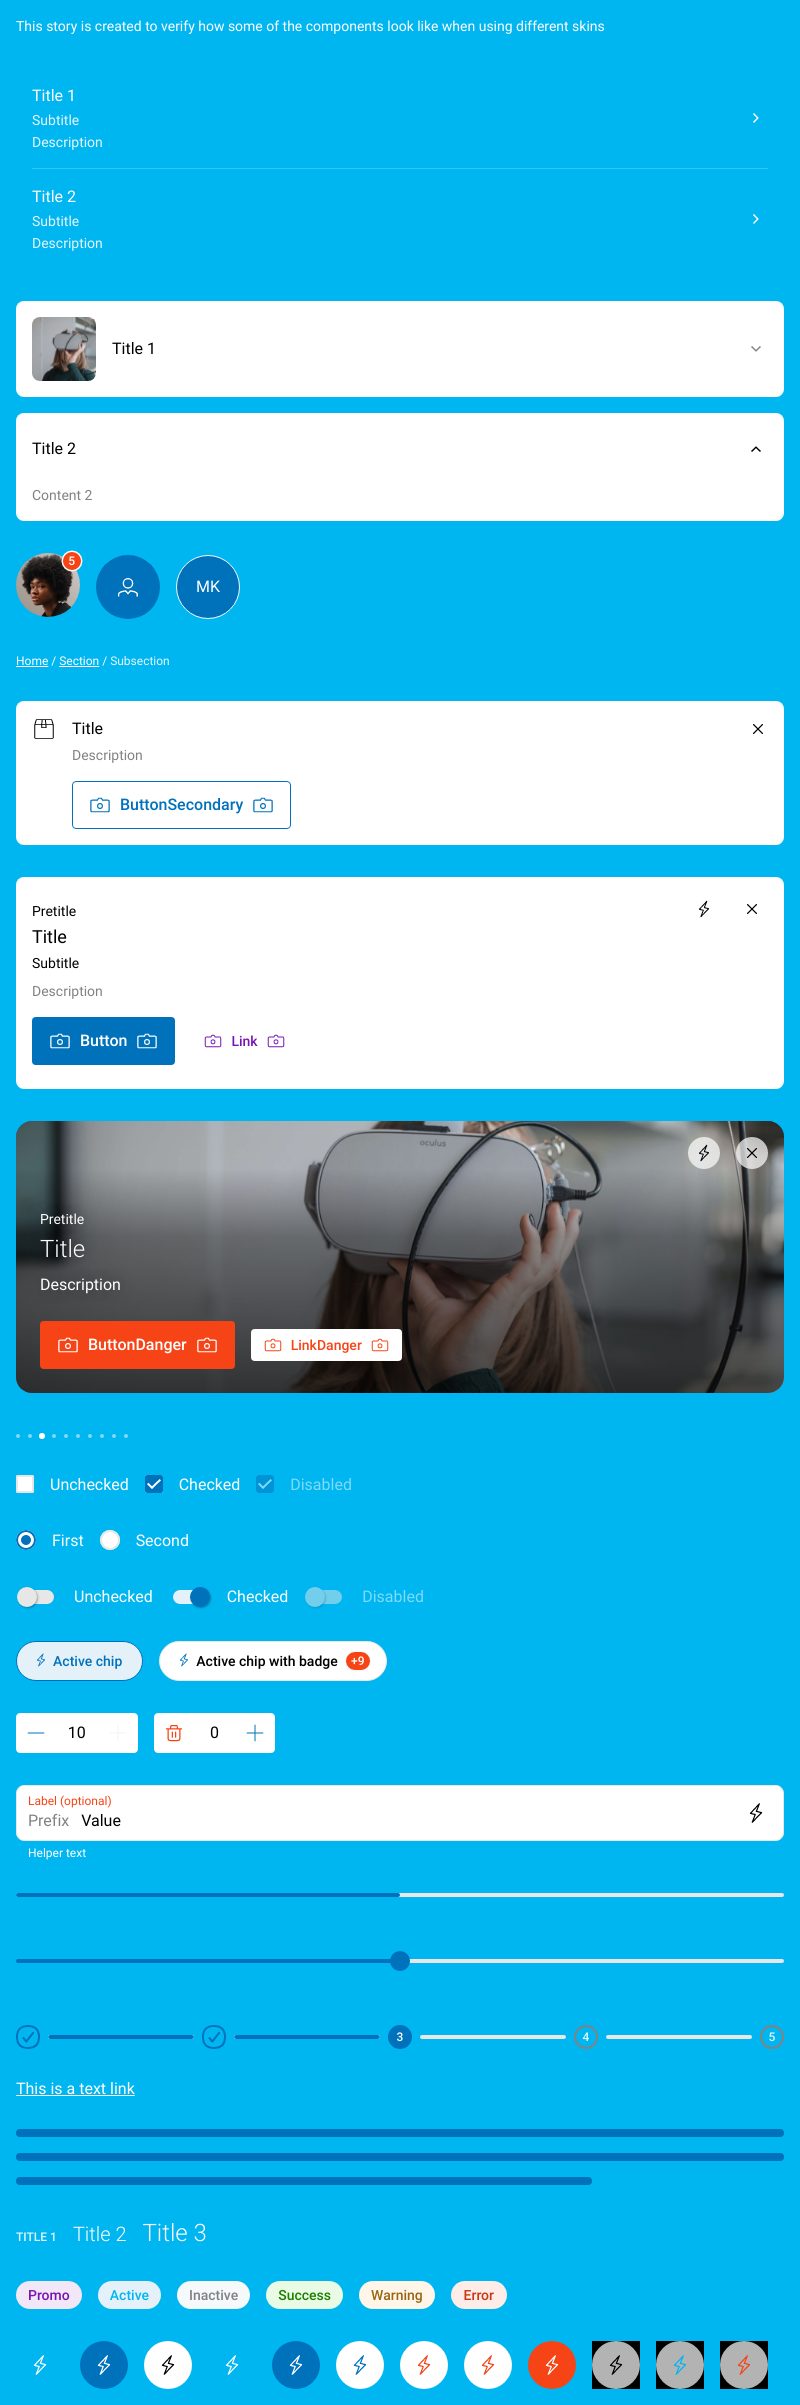 This story is created to verify how some of the components look like when using different skins
Title 1
Subtitle
Description
Title 2
Subtitle
Description
Title 1
Title 2
Content 2
5
MK
Home / Section / Subsection
Title
Description
ButtonSecondary
Pretitle
Title
Subtitle
Description
Button Link
oculus
Pretitle
Title
Description
ButtonDanger LinkDanger
Unchecked Checked Disabled
First Second
Unchecked Checked Disabled
Active chip Active chip with badge +9
10 0
Label (optional)
Prefix Value
Helper text
3 4 5
This is a text link
TITLE 1 Title 2 Title 3
Promo Active Inactive Success Warning Error